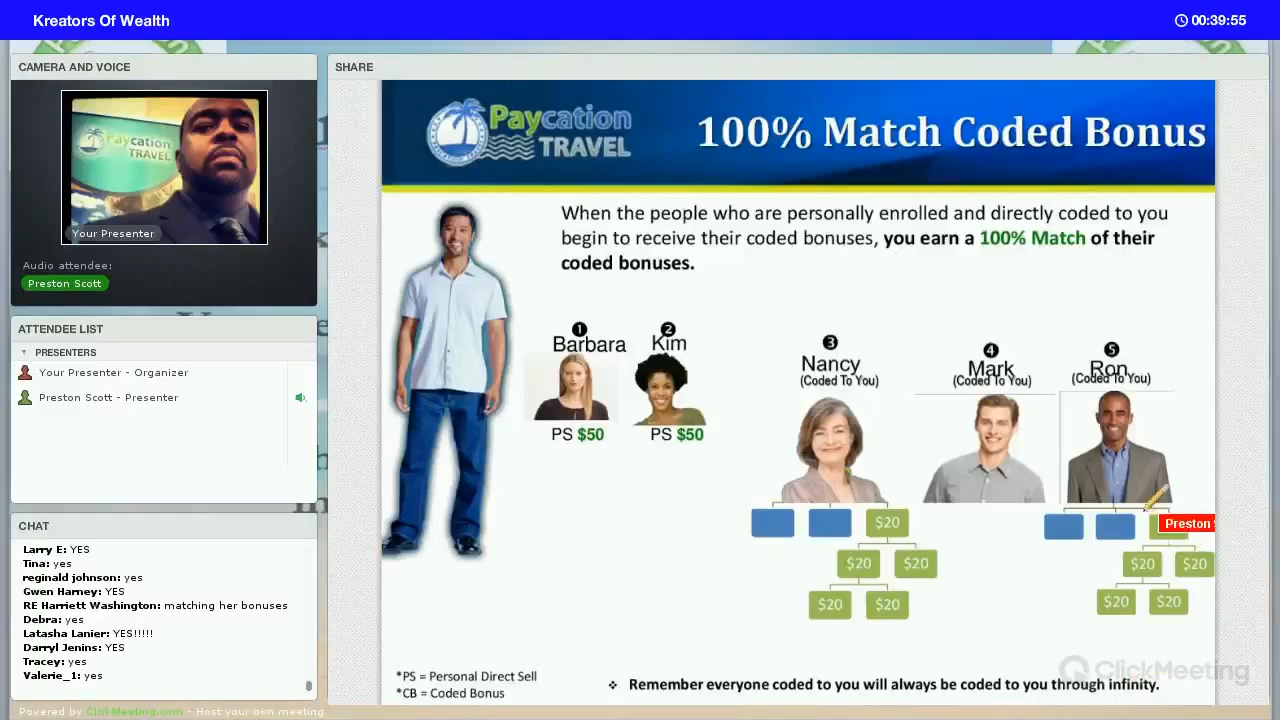 Kreators Of Wealth
00:39:55
CAMERA AND VOICE
Paycation
TRAVEL
Your Presenter
Audio attendee:
Preston Scott
ATTENDEE LIST
PRESENTERS
Your Presenter - Organizer
Preston Scott - Presenter
CHAT
Larry E: YES
Tina: yes
reginald johnson: yes
Gwen Harney: YES
RE Harriett Washington: matching her bonuses
Debra: yes
Latasha Lanier: YES!!!!!
Darryl Jenins: YES
Tracey: yes
Valerie_1: yes
Powered by ClickMeeting.com - Host your own meeting
SHARE
Paycation
TRAVEL
100% Match Coded Bonus
When the people who are personally enrolled and directly coded to you
begin to receive their coded bonuses, you earn a 100% Match of their
coded bonuses.
❶
Barbara
PS $50
❷
Kim
PS $50
❸
Nancy
(Coded To You)
❹
Mark
(Coded To You)
❺
Ron
(Coded To You)
$20
$20 $20
$20 $20
Preston
$20 $20
$20 $20
*PS = Personal Direct Sell
*CB = Coded Bonus
❖ Remember everyone coded to you will always be coded to you through infinity.
ClickMeeting